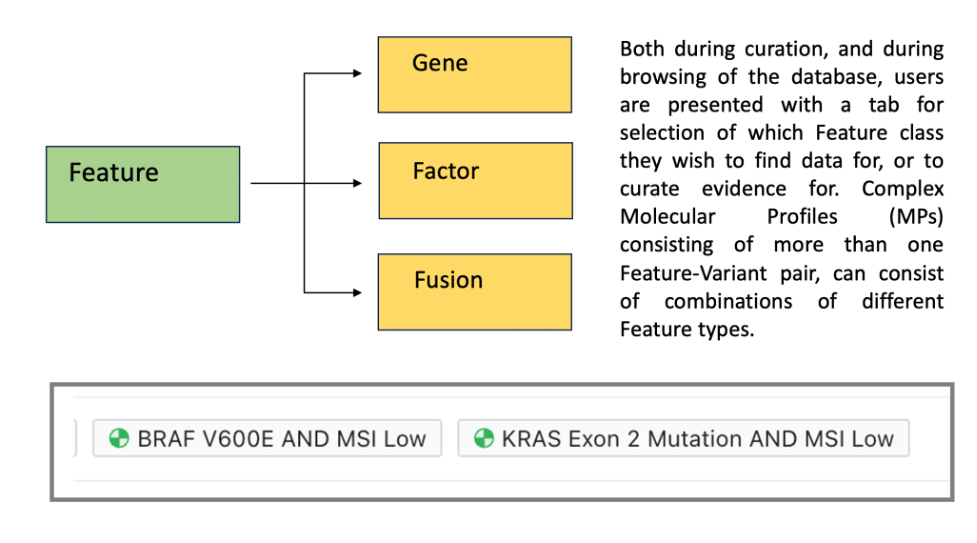 Gene
Feature
Factor
Fusion
Both during curation, and during
browsing of the database, users
are presented with a tab for
selection of which Feature class
they wish to find data for, or to
curate evidence for. Complex
Molecular Profiles (MPs)
consisting of more than one
Feature-Variant pair, can consist
of combinations of different
Feature types.
BRAF V600E AND MSI Low
KRAS Exon 2 Mutation AND MSI Low